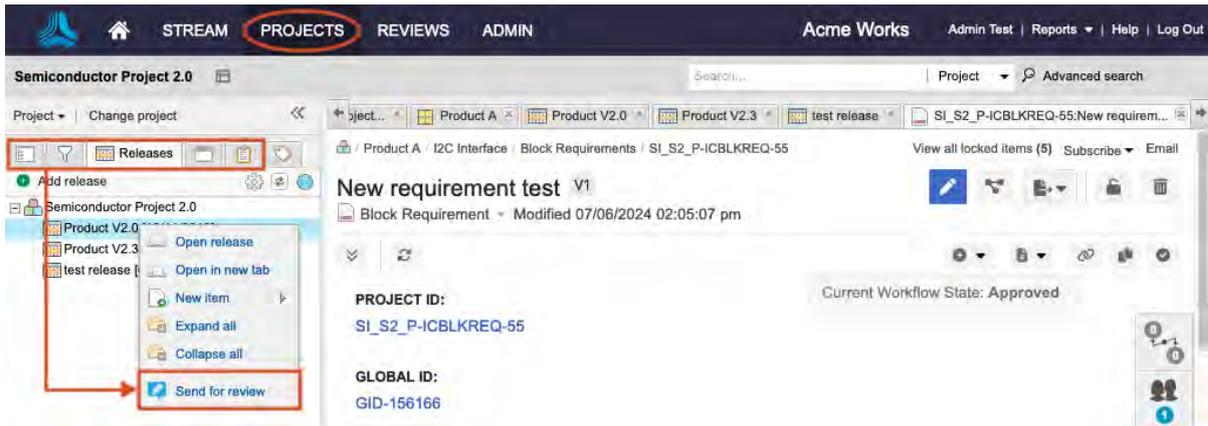 STREAM PROJECTS REVIEWS ADMIN Acme Works Admin Test | Reports | Help | Log Out
Semiconductor Project 2.0 Search... Project Advanced search
Project Change project
oject... Product A Product V2.0 Product V2.3 test release SI_S2_P-ICBLKREQ-55:New requirem...
Releases
/ Product A / I2C Interface / Block Requirements / SI_S2_P-ICBLKREQ-55 View all locked items (5) Subscribe Email
Add release
New requirement test V1
Semiconductor Project 2.0
Block Requirement • Modified 07/06/2024 02:05:07 pm
Product V2.0
Product V2.3
test release [
Open release
Open in new tab
New item
Expand all
Collapse all
Send for review
Current Workflow State: Approved
PROJECT ID:
SI_S2_P-ICBLKREQ-55
GLOBAL ID:
GID-156166
0
0
1